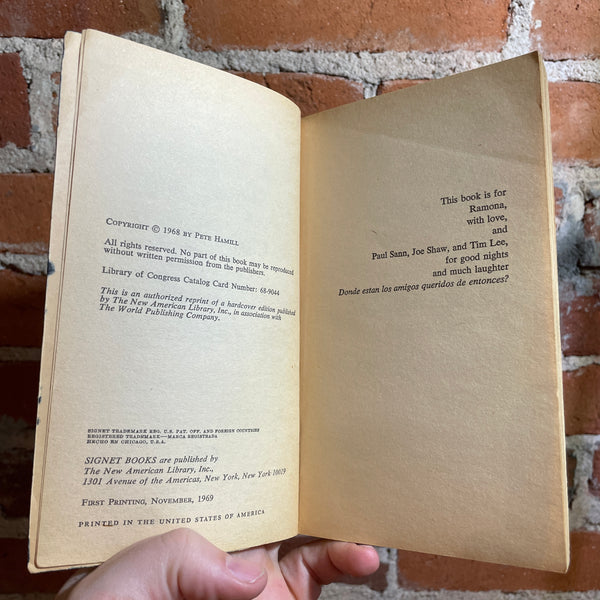 COPYRIGHT © 1968 BY PETE HAMILL
All rights reserved. No part of this book may be reproduced
without written permission from the publishers.
Library of Congress Catalog Card Number: 68-9044
This is an authorized reprint of a hardcover edition published
by The New American Library, Inc., in association with
The World Publishing Company.
SIGNET TRADEMARK REG. U.S. PAT. OFF. AND FOREIGN COUNTRIES
REGISTERED TRADEMARK—MARCA REGISTRADA
HECHO EN CHICAGO, U.S.A.
SIGNET BOOKS are published by
The New American Library, Inc.,
1301 Avenue of the Americas, New York, New York 10019
FIRST PRINTING, NOVEMBER, 1969
PRINTED IN THE UNITED STATES OF AMERICA
This book is for
Ramona,
with love,
and
Paul Sann, Joe Shaw, and Tim Lee,
for good nights
and much laughter
Donde estan los amigos queridos de entonces?